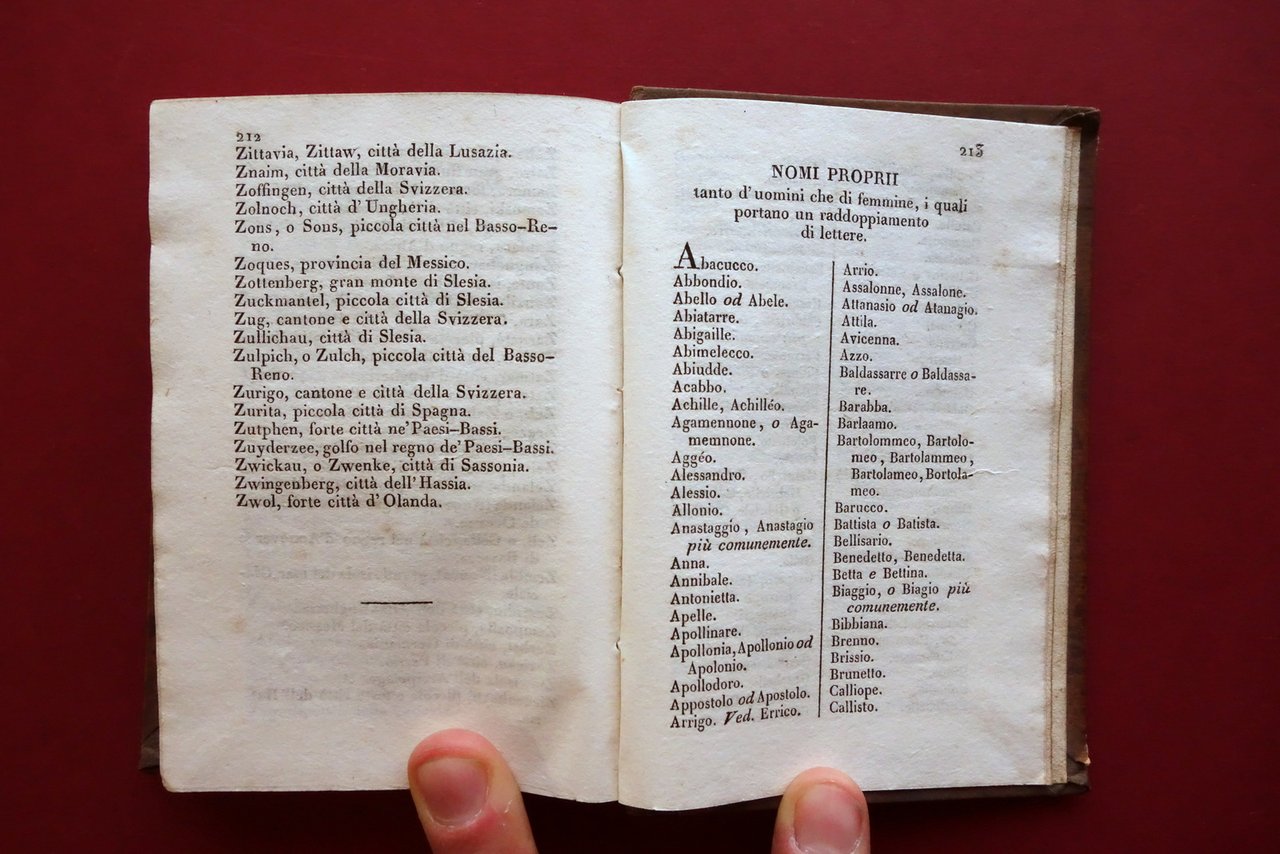 212
Zittavia, Zittaw, città della Lusazia.
Znaim, città della Moravia.
Zoffingen, città della Svizzera.
Zolnoch, città d' Ungheria.
Zons, o Sons, piccola città nel Basso-Re-
no.
Zoques, provincia del Messico.
Zottenberg, gran monte di Slesia.
Zuckmantel, piccola città di Slesia.
Zug, cantone e città della Svizzera.
Zullichau, città di Slesia.
Zulpich, o Zulch, piccola città del Basso-
Reno.
Zurigo, cantone e città della Svizzera.
Zurita, piccola città di Spagna.
Zutphen, forte città ne' Paesi-Bassi.
Zuyderzee, golfo nel regno de' Paesi-Bassi.
Zwickau, o Zwenke, città di Sassonia.
Zwingenberg, città dell' Hassia.
Zwol, forte città d' Olanda.
213
NOMI PROPRII
tanto d'uomini che di femmine, i quali
portano un raddoppiamento
di lettere.
Abacucco.
Abbondio.
Abello od Abele.
Abiatarre.
Abigaille.
Abimelecco.
Abiudde.
Acabbo.
Achille, Achilléo.
Agamennone, o Aga-
memnone.
Aggéo.
Alessandro.
Alessio.
Allonio.
Anastaggio, Anastagio
più comunemente.
Anna.
Annibale.
Antonietta.
Apelle.
Apollinare.
Apollonia, Apollonio od
Apolonio.
Apollodoro.
Appostolo od Apostolo.
Arrigo. Ved. Errico.
Arrio.
Assalonne, Assalone.
Attanasio od Atanagio.
Attila.
Avicenna.
Azzo.
Baldassarre o Baldassa-
re.
Barabba.
Barlaamo.
Bartolommeo, Bartolo-
meo, Bartolammeo,
Bartolameo, Bortola-
meo.
Barucco.
Battista o Batista.
Bellisario.
Benedetto, Benedetta.
Betta e Bettina.
Biaggio, o Biagio più
comunemente.
Bibbiana.
Brenno.
Brissio.
Brunetto.
Calliope.
Callisto.